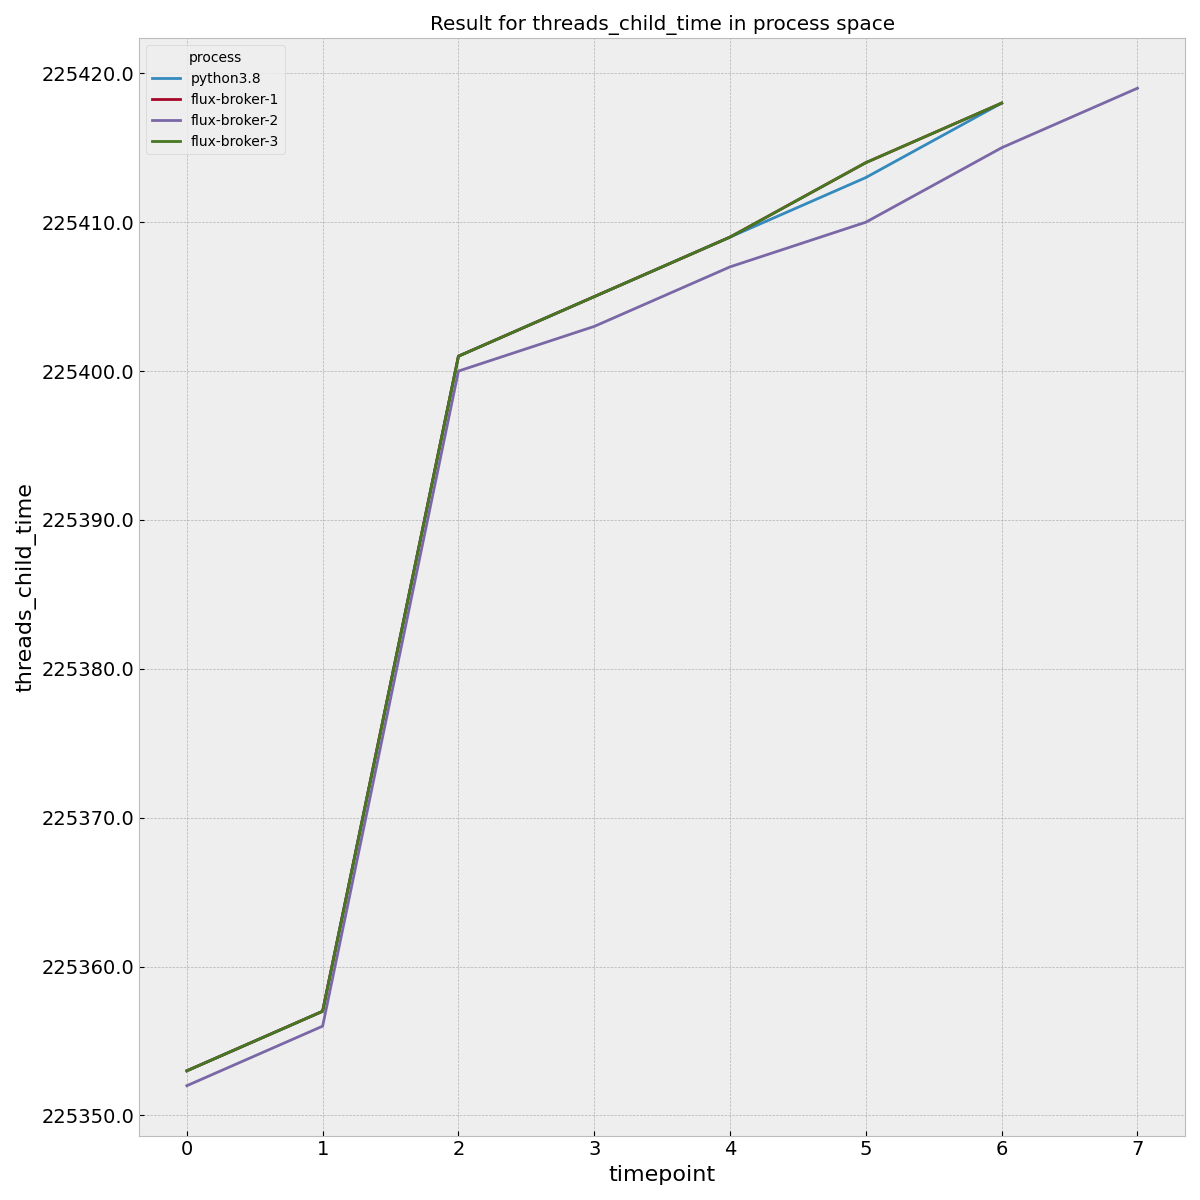 Result for threads_child_time in process space
process
python3.8
flux-broker-1
flux-broker-2
flux-broker-3
threads_child_time
225420.0
225410.0
225400.0
225390.0
225380.0
225370.0
225360.0
225350.0
0 1 2 3 4 5 6 7
timepoint